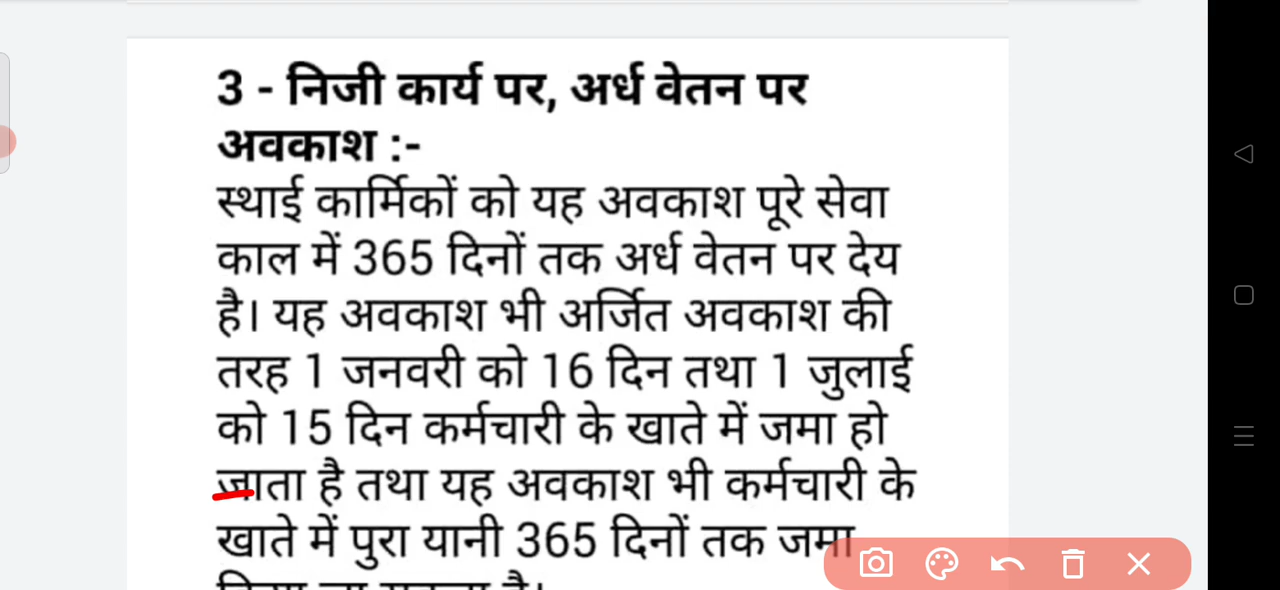 3 - निजी कार्य पर, अर्ध वेतन पर
अवकाश :-
स्थाई कार्मिकों को यह अवकाश पूरे सेवा
काल में 365 दिनों तक अर्ध वेतन पर देय
है। यह अवकाश भी अर्जित अवकाश की
तरह 1 जनवरी को 16 दिन तथा 1 जुलाई
को 15 दिन कर्मचारी के खाते में जमा हो
जाता है तथा यह अवकाश भी कर्मचारी के
खाते में पुरा यानी 365 दिनों तक जमा